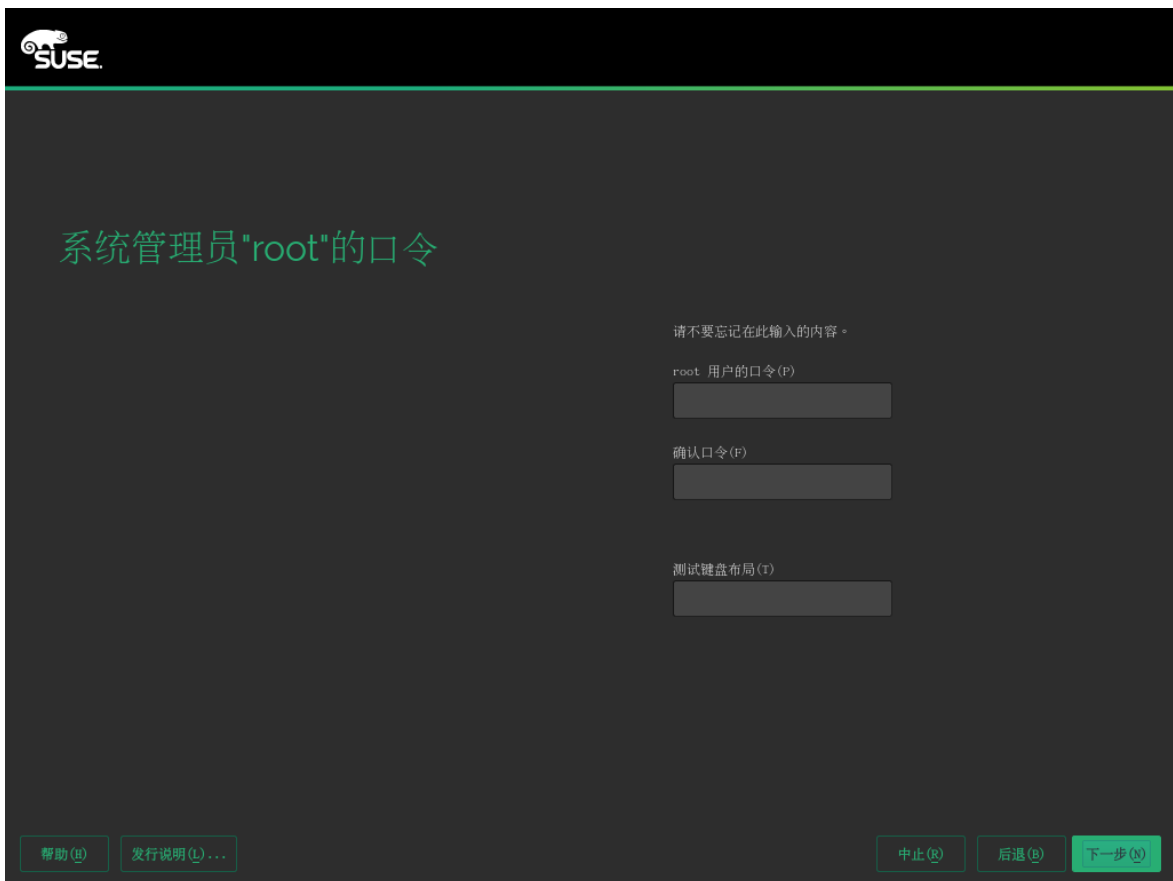 SUSE.
系统管理员"root"的口令
请不要忘记在此输入的内容。
root 用户的口令(P)
确认口令(F)
测试键盘布局(T)
帮助(H) 发行说明(L)... 中止(R) 后退(B) 下一步(N)